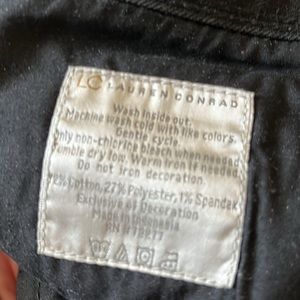 LC LAUREN CONRAD
Wash inside out.
Machine wash cold with like colors.
Gentle cycle.
Only non-chlorine bleach when needed
Tumble dry low. Warm iron if needed
Do not iron decoration.
Cotton, 27% Polyester, 1% Spandex
Exclusive of Decoration
Made in Indonesia